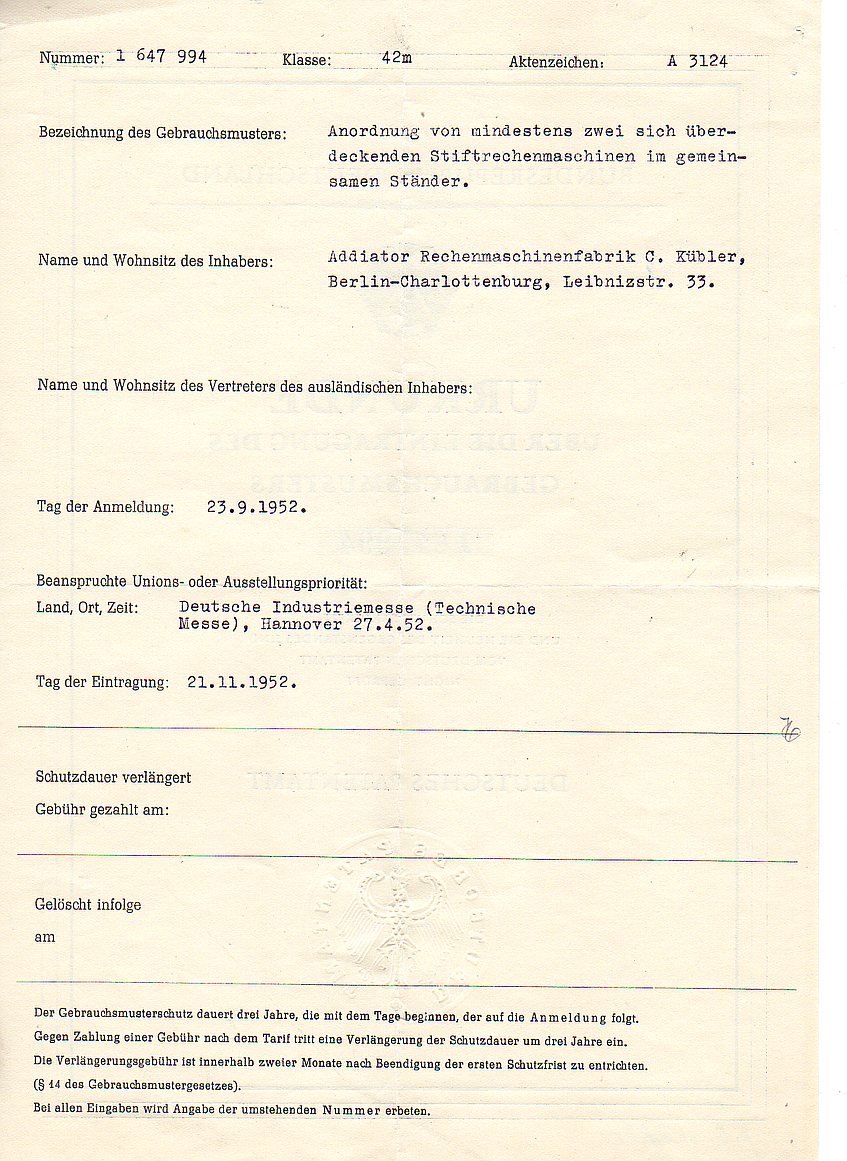 Nummer: 1 647 994 Klasse: 42m Aktenzeichen: A 3124
Bezeichnung des Gebrauchsmusters: Anordnung von mindestens zwei sich über-
deckenden Stiftrechenmaschinen im gemein-
samen Ständer.
Name und Wohnsitz des Inhabers: Addiator Rechenmaschinenfabrik C. Kübler,
Berlin-Charlottenburg, Leibnizstr. 33.
Name und Wohnsitz des Vertreters des ausländischen Inhabers:
Tag der Anmeldung: 23.9.1952.
Beanspruchte Unions- oder Ausstellungspriorität:
Land, Ort, Zeit: Deutsche Industriemesse (Technische
Messe), Hannover 27.4.52.
Tag der Eintragung: 21.11.1952.
Schutzdauer verlängert
Gebühr gezahlt am:
Gelöscht infolge
am
Der Gebrauchsmusterschutz dauert drei Jahre, die mit dem Tage beginnen, der auf die Anmeldung folgt.
Gegen Zahlung einer Gebühr nach dem Tarif tritt eine Verlängerung der Schutzdauer um drei Jahre ein.
Die Verlängerungsgebühr ist innerhalb zweier Monate nach Beendigung der ersten Schutzfrist zu entrichten.
(§ 14 des Gebrauchsmustergesetzes).
Bei allen Eingaben wird Angabe der umstehenden Nummer erbeten.